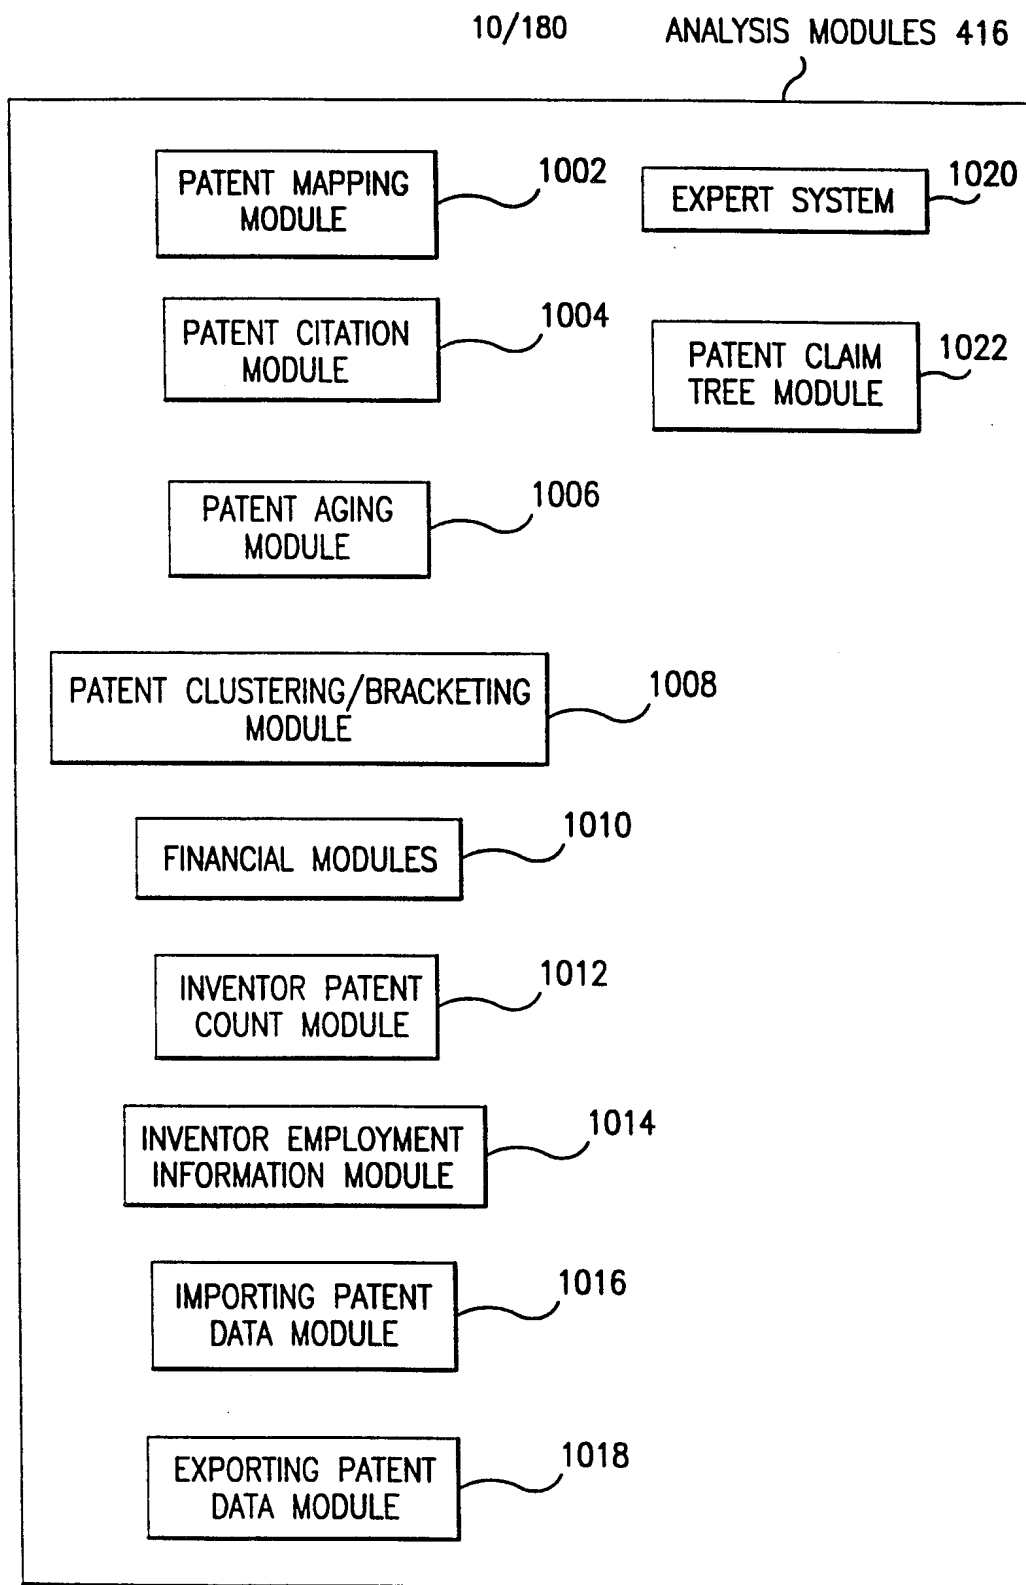 10/180
ANALYSIS MODULES 416
PATENT MAPPING
MODULE
1002
EXPERT SYSTEM
1020
PATENT CITATION
MODULE
1004
PATENT CLAIM
TREE MODULE
1022
PATENT AGING
MODULE
1006
PATENT CLUSTERING/BRACKETING
MODULE
1008
FINANCIAL MODULES
1010
INVENTOR PATENT
COUNT MODULE
1012
INVENTOR EMPLOYMENT
INFORMATION MODULE
1014
IMPORTING PATENT
DATA MODULE
1016
EXPORTING PATENT
DATA MODULE
1018